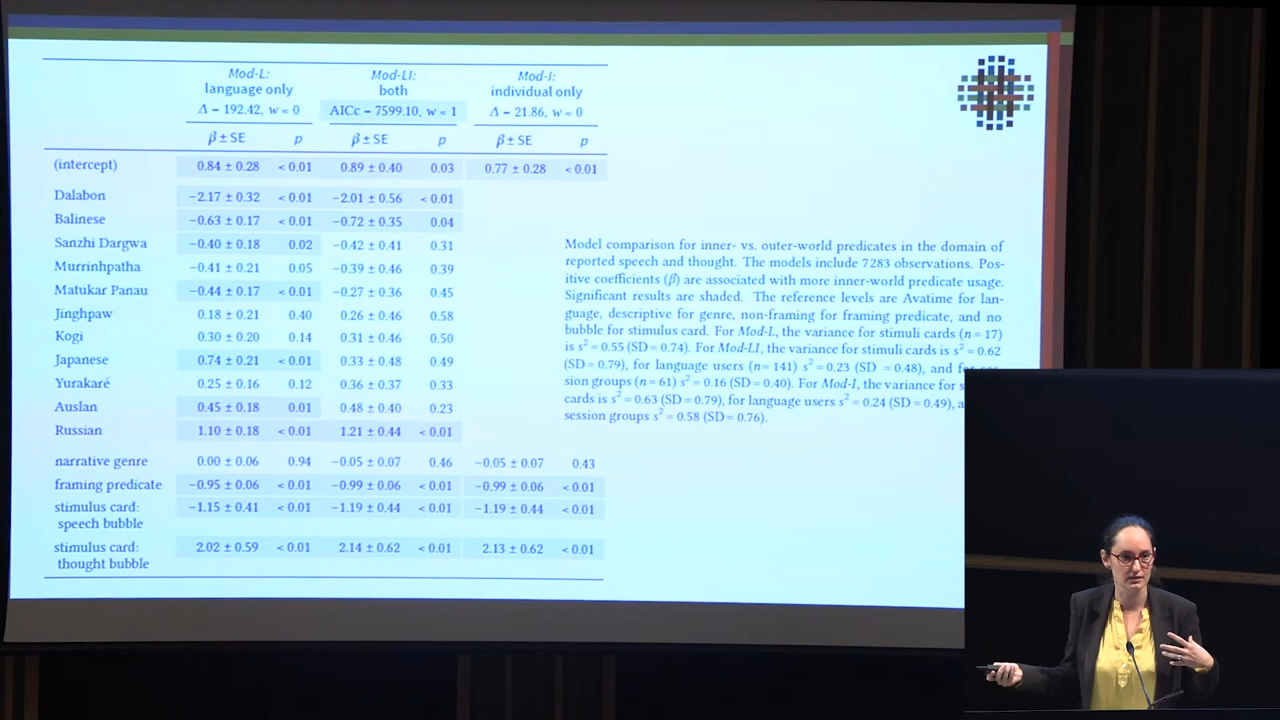 Mod-L: Mod-LI: Mod-I:
language only both individual only
Δ = 192.42, w ≈ 0 AICc = 7599.10, w ≈ 1 Δ = 21.86, w ≈ 0
β ± SE p β ± SE p β ± SE p
(intercept) 0.84 ± 0.28 < 0.01 0.89 ± 0.40 0.03 0.77 ± 0.28 < 0.01
Dalabon −2.17 ± 0.32 < 0.01 −2.01 ± 0.56 < 0.01
Balinese −0.63 ± 0.17 < 0.01 −0.72 ± 0.35 0.04
Sanzhi Dargwa −0.40 ± 0.18 0.02 −0.42 ± 0.41 0.31
Murrinhpatha −0.41 ± 0.21 0.05 −0.39 ± 0.46 0.39
Matukar Panau −0.44 ± 0.17 < 0.01 −0.27 ± 0.36 0.45
Jinghpaw 0.18 ± 0.21 0.40 0.26 ± 0.46 0.58
Kogi 0.30 ± 0.20 0.14 0.31 ± 0.46 0.50
Japanese 0.74 ± 0.21 < 0.01 0.33 ± 0.48 0.49
Yurakaré 0.25 ± 0.16 0.12 0.36 ± 0.37 0.33
Auslan 0.45 ± 0.18 0.01 0.48 ± 0.40 0.23
Russian 1.10 ± 0.18 < 0.01 1.21 ± 0.44 < 0.01
narrative genre 0.00 ± 0.06 0.94 −0.05 ± 0.07 0.46 −0.05 ± 0.07 0.43
framing predicate −0.95 ± 0.06 < 0.01 −0.99 ± 0.06 < 0.01 −0.99 ± 0.06 < 0.01
stimulus card: −1.15 ± 0.41 < 0.01 −1.19 ± 0.44 < 0.01 −1.19 ± 0.44 < 0.01
speech bubble
stimulus card: 2.02 ± 0.59 < 0.01 2.14 ± 0.62 < 0.01 2.13 ± 0.62 < 0.01
thought bubble
Model comparison for inner- vs. outer-world predicates in the domain of
reported speech and thought. The models include 7283 observations. Pos-
itive coefficients (β) are associated with more inner-world predicate usage.
Significant results are shaded. The reference levels are Avatime for lan-
guage, descriptive for genre, non-framing for framing predicate, and no
bubble for stimulus card. For Mod-L, the variance for stimuli cards (n = 17)
is s² = 0.55 (SD = 0.74). For Mod-LI, the variance for stimuli cards is s² = 0.62
(SD = 0.79), for language users (n = 141) s² = 0.23 (SD = 0.48), and for
sion groups (n = 61) s² = 0.16 (SD = 0.40). For Mod-I, the variance for
cards is s² = 0.63 (SD = 0.79), for language users s² = 0.24 (SD = 0.49),
session groups s² = 0.58 (SD = 0.76).